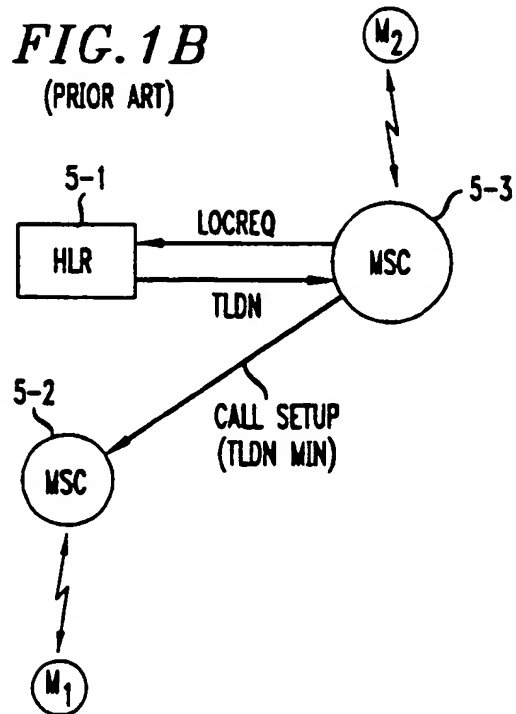 FIG. 1B
(PRIOR ART)
M2
5-1
5-3
HLR
LOCREQ
MSC
TLDN
5-2
CALL SETUP
(TLDN MIN)
MSC
M1